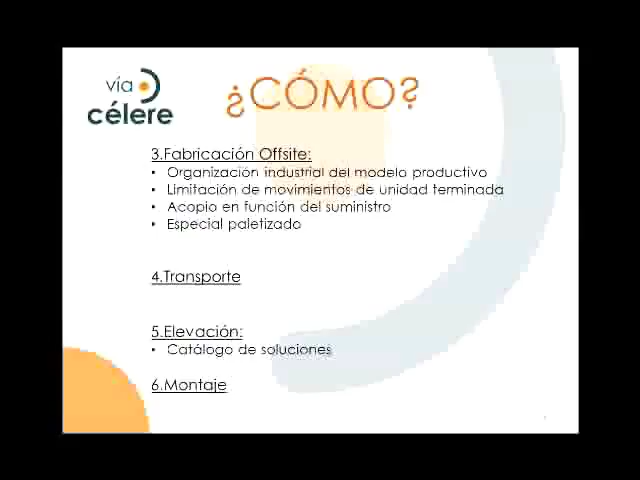 vía
célere
¿CÓMO?
3.Fabricación Offsite:
• Organización industrial del modelo productivo
• Limitación de movimientos de unidad terminada
• Acopio en función del suministro
• Especial paletizado
4.Transporte
5.Elevación:
• Catálogo de soluciones
6.Montaje